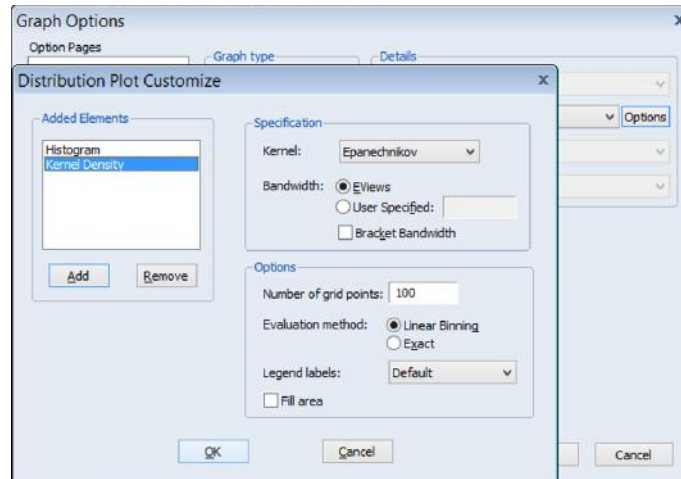 Graph Options
x
Option Pages
Graph type
Details
Distribution Plot Customize
x
Options
Added Elements
Histogram
Kernel Density
Add
Remove
Specification
Kernel:
Epanechnikov
Bandwidth:
EViews
User Specified:
Bracket Bandwidth
Options
Number of grid points:
100
Evaluation method:
Linear Binning
Exact
Legend labels:
Default
Fill area
OK
Cancel
Cancel